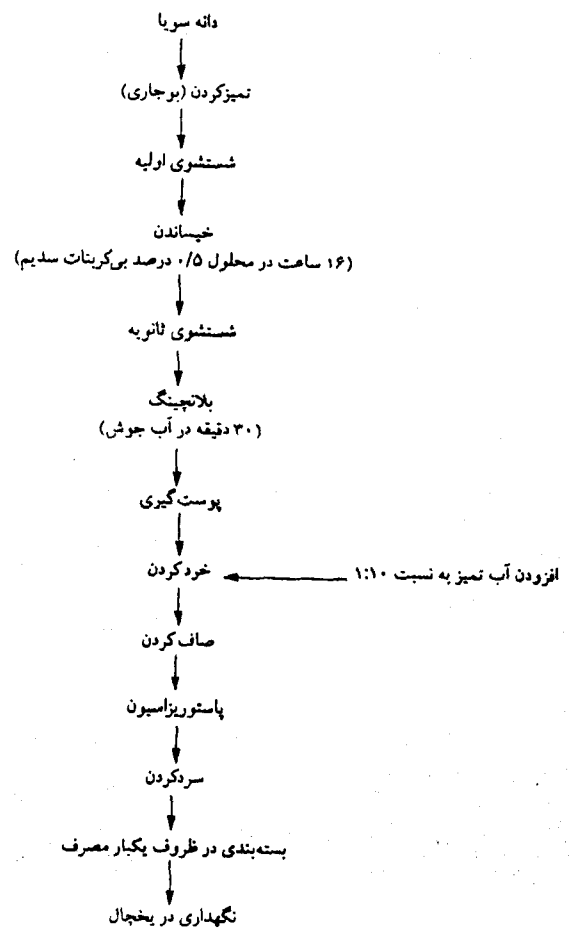 دانه سویا
تمیزکردن (بوجاری)
شستشوی اولیه
خیساندن
(۱۶ ساعت در محلول ۰/۵ درصد بی‌کربنات سدیم)
شستشوی ثانویه
بلانچینگ
(۳۰ دقیقه در آب جوش)
پوست‌گیری
خردکردن
افزودن آب تمیز به نسبت ۱:۱۰
صاف‌کردن
پاستوریزاسیون
سردکردن
بسته‌بندی در ظروف یکبار مصرف
نگهداری در یخچال